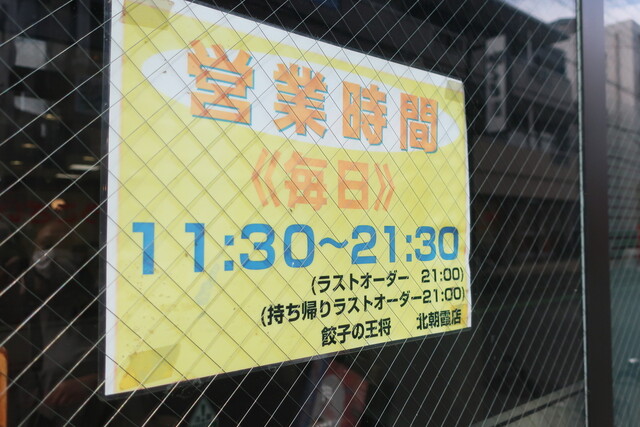 営業時間
《毎日》
11:30～21:30
(ラストオーダー 21:00)
(持ち帰りラストオーダー21:00)
餃子の王将 北朝霞店